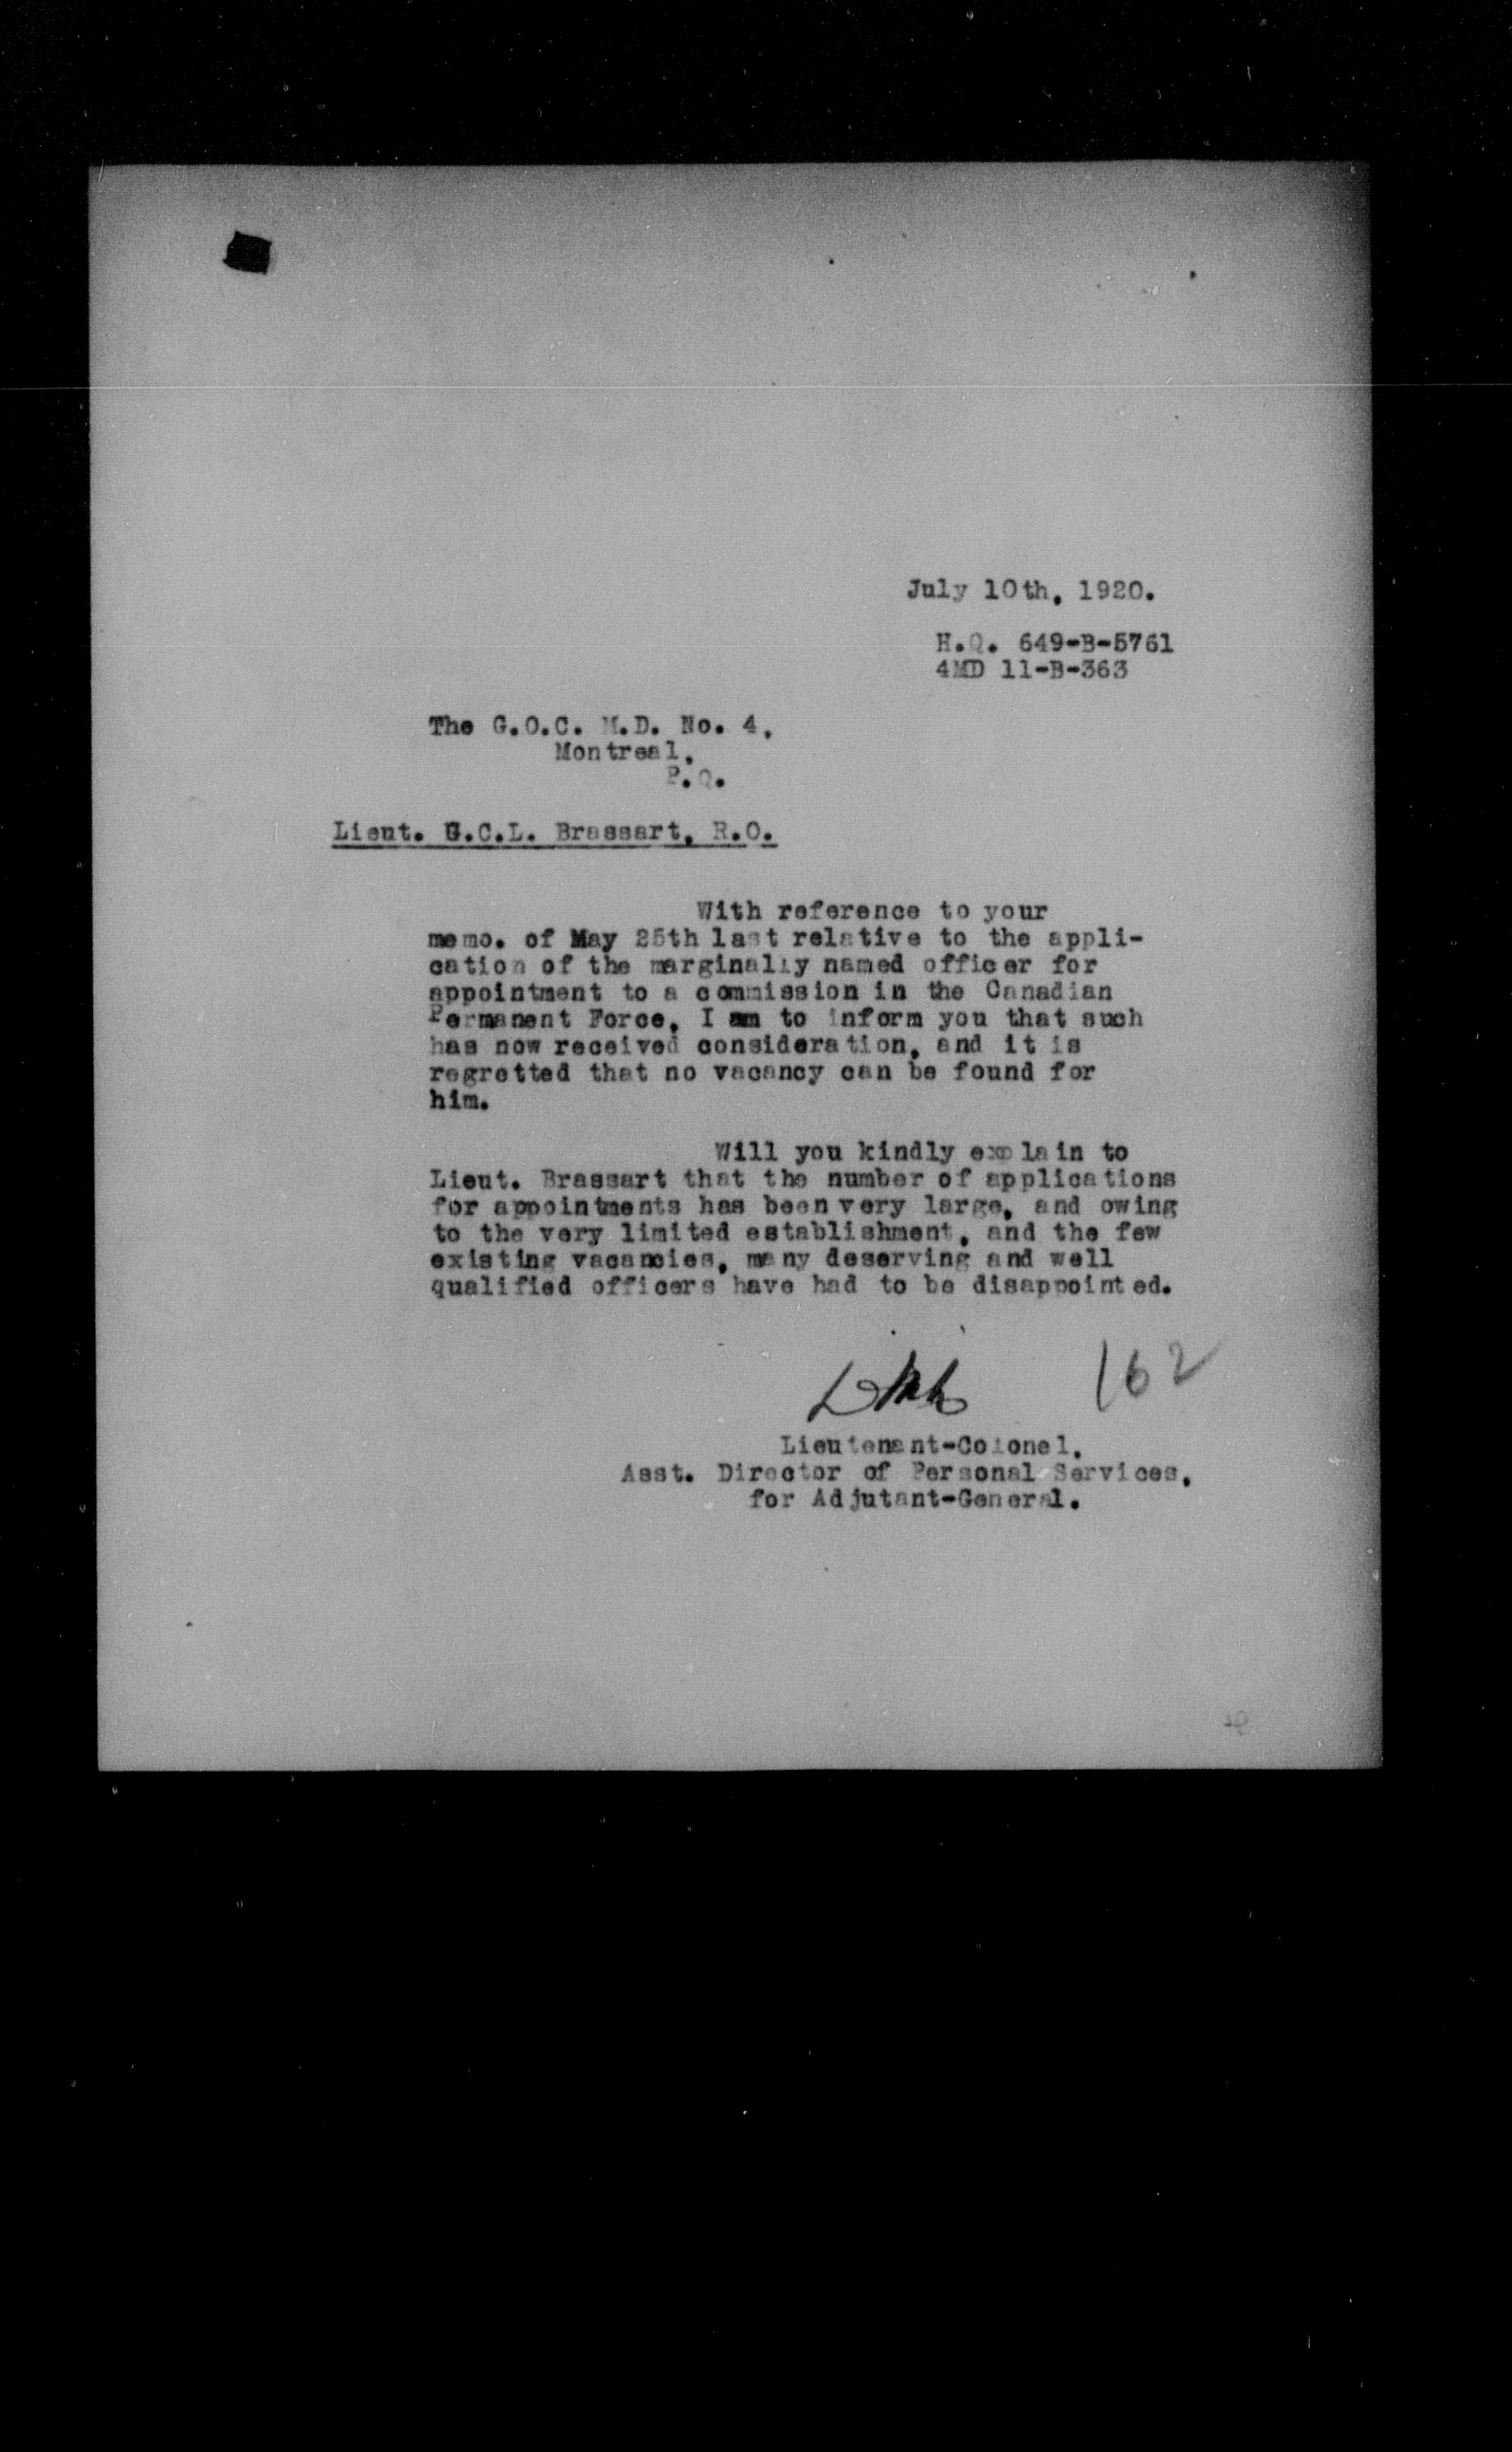 July 10th, 1920.
H.Q. 649-B-5761
4MD 11-B-363
The G.O.C. M.D. No. 4,
Montreal,
P.Q.
Lieut. G.C.L. Brassart, R.O.
With reference to your
memo. of May 25th last relative to the appli-
cation of the marginally named officer for
appointment to a commission in the Canadian
Permanent Force, I am to inform you that such
has now received consideration, and it is
regretted that no vacancy can be found for
him.
Will you kindly explain to
Lieut. Brassart that the number of applications
for appointments has been very large, and owing
to the very limited establishment, and the few
existing vacancies, many deserving and well
qualified officers have had to be disappointed.
162
Lieutenant-Colonel,
Asst. Director of Personal Services,
for Adjutant-General.